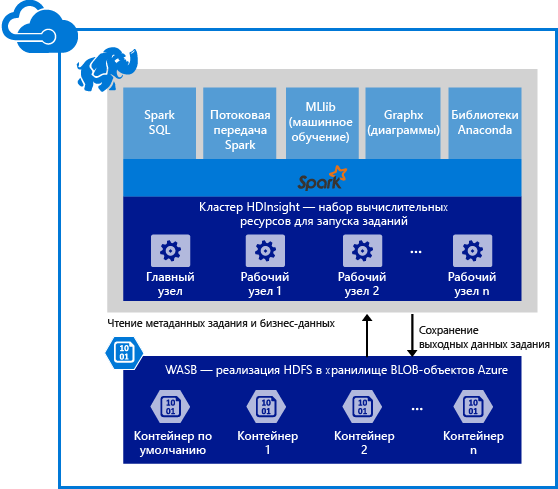 Spark
SQL
Потоковая
передача
Spark
MLlib
(машинное
обучение)
Graphx
(диаграммы)
Библиотеки
Anaconda
Spark
Кластер HDInsight — набор вычислительных
ресурсов для запуска заданий
Главный
узел
Рабочий
узел 1
Рабочий
узел 2
...
Рабочий
узел n
Чтение метаданных задания и бизнес-данных
Сохранение
выходных данных задания
10
01
WASB — реализация HDFS в хранилище BLOB-объектов Azure
10
01
10
01
10
01
...
10
01
Контейнер по
умолчанию
Контейнер
1
Контейнер
2
Контейнер
n